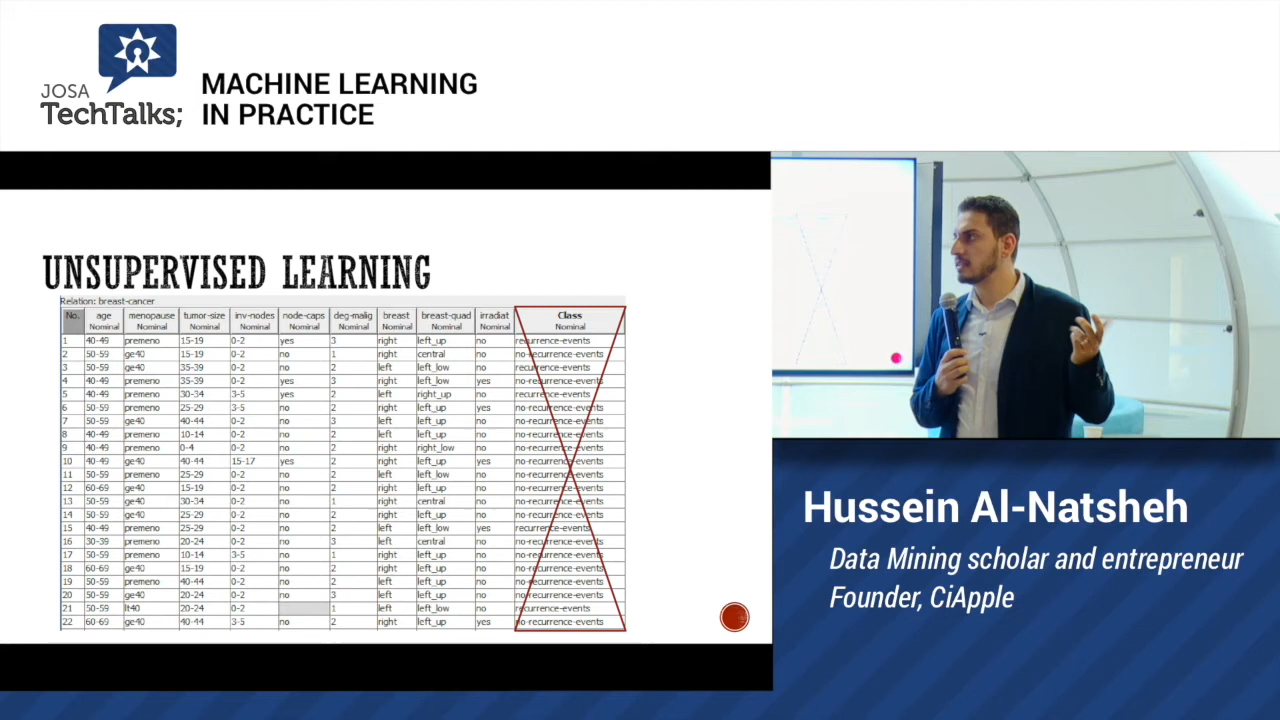 JOSA
TechTalks;
MACHINE LEARNING
IN PRACTICE
UNSUPERVISED LEARNING
Relation: breast-cancer
No. age menopause tumor-size inv-nodes node-caps deg-malig breast breast-quad irradiat Class
Nominal Nominal Nominal Nominal Nominal Nominal Nominal Nominal Nominal Nominal
1 40-49 premeno 15-19 0-2 yes 3 right left_up no recurrence-events
2 50-59 ge40 15-19 0-2 no 1 right central no no-recurrence-events
3 50-59 ge40 35-39 0-2 no 2 left left_low no recurrence-events
4 40-49 premeno 35-39 0-2 yes 3 right left_low yes no-recurrence-events
5 40-49 premeno 30-34 3-5 yes 2 left right_up no recurrence-events
6 50-59 premeno 25-29 3-5 no 2 right left_up yes no-recurrence-events
7 50-59 ge40 40-44 0-2 no 3 left left_up no no-recurrence-events
8 40-49 premeno 10-14 0-2 no 2 left left_up no no-recurrence-events
9 40-49 premeno 0-4 0-2 no 2 right right_low no no-recurrence-events
10 40-49 ge40 40-44 15-17 yes 2 right left_up yes no-recurrence-events
11 50-59 premeno 25-29 0-2 no 2 left left_low no no-recurrence-events
12 60-69 ge40 15-19 0-2 no 2 right left_up no no-recurrence-events
13 50-59 ge40 30-34 0-2 no 1 right central no no-recurrence-events
14 50-59 ge40 25-29 0-2 no 2 right left_up no no-recurrence-events
15 40-49 premeno 25-29 0-2 no 2 left left_low yes recurrence-events
16 30-39 premeno 20-24 0-2 no 3 left central no no-recurrence-events
17 50-59 premeno 10-14 3-5 no 1 right left_up no no-recurrence-events
18 60-69 ge40 15-19 0-2 no 2 right left_up no no-recurrence-events
19 50-59 premeno 40-44 0-2 no 2 left left_up no no-recurrence-events
20 50-59 ge40 20-24 0-2 no 3 left left_up no no-recurrence-events
21 50-59 lt40 20-24 0-2 1 left left_low no recurrence-events
22 60-69 ge40 40-44 3-5 no 2 right left_up yes no-recurrence-events
Hussein Al-Natsheh
Data Mining scholar and entrepreneur
Founder, CiApple